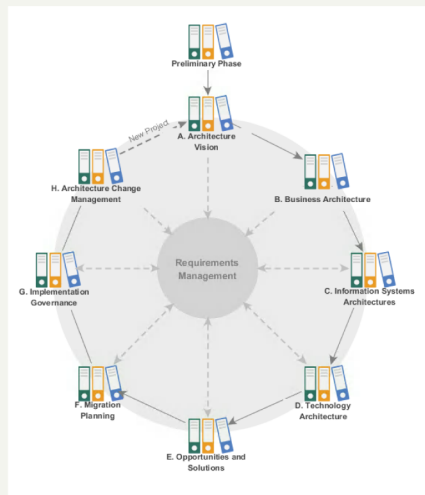 Preliminary Phase
New Project
A. Architecture
Vision
H. Architecture Change
Management
B. Business Architecture
Requirements
Management
G. Implementation
Governance
C. Information Systems
Architectures
F. Migration
Planning
D. Technology
Architecture
E. Opportunities and
Solutions